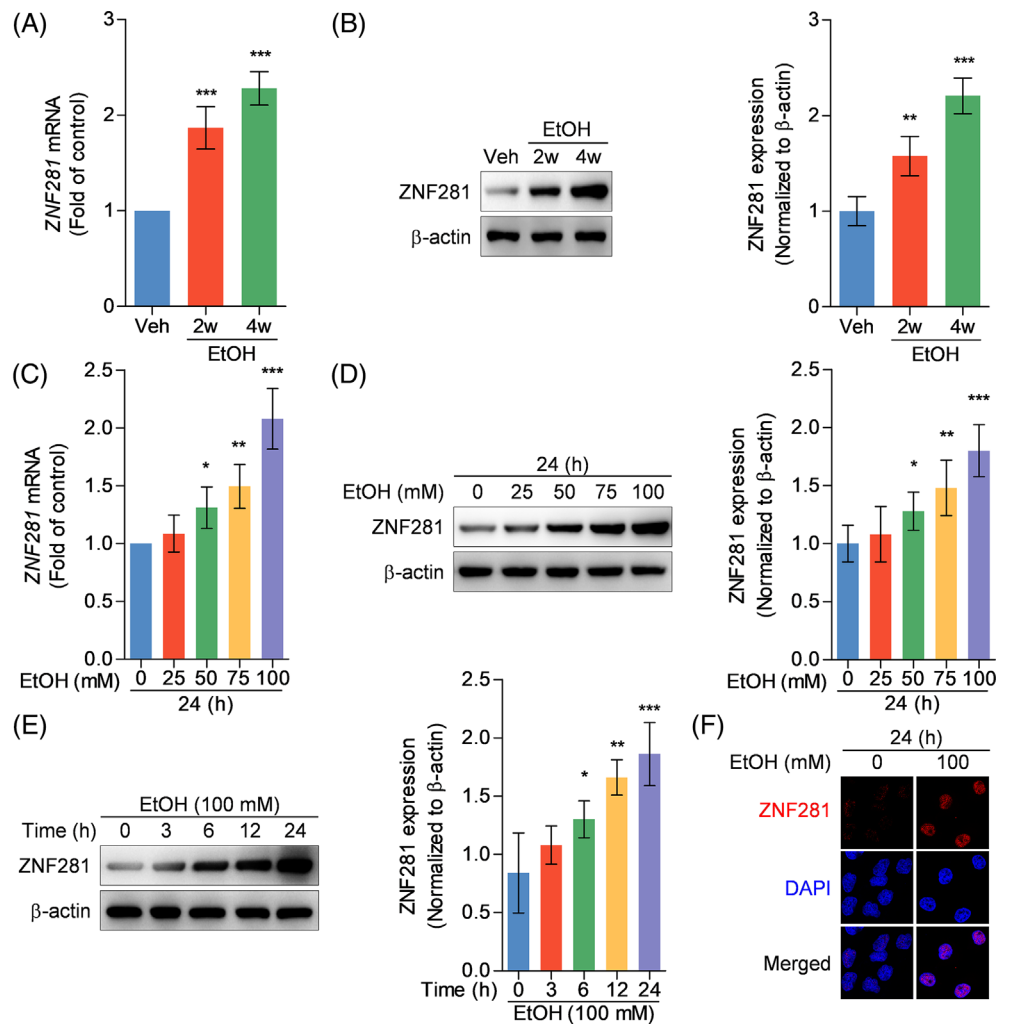 (A)
ZNF281 mRNA
(Fold of control)
3
2
1
0
***
***
Veh 2w 4w
EtOH
(B)
EtOH
Veh 2w 4w
ZNF281
β-actin
ZNF281 expression
(Normalized to β-actin)
3
2
1
0
**
***
Veh 2w 4w
EtOH
(C)
ZNF281 mRNA
(Fold of control)
2.5
2.0
1.5
1.0
0.5
0.0
*
**
***
EtOH (mM) 0 25 50 75 100
24 (h)
(D)
24 (h)
EtOH (mM) 0 25 50 75 100
ZNF281
β-actin
ZNF281 expression
(Normalized to β-actin)
2.5
2.0
1.5
1.0
0.5
0.0
*
**
***
EtOH (mM) 0 25 50 75 100
24 (h)
(E)
EtOH (100 mM)
Time (h) 0 3 6 12 24
ZNF281
β-actin
ZNF281 expression
(Normalized to β-actin)
2.5
2.0
1.5
1.0
0.5
0.0
*
**
***
Time (h) 0 3 6 12 24
EtOH (100 mM)
(F)
24 (h)
EtOH (mM) 0 100
ZNF281
DAPI
Merged